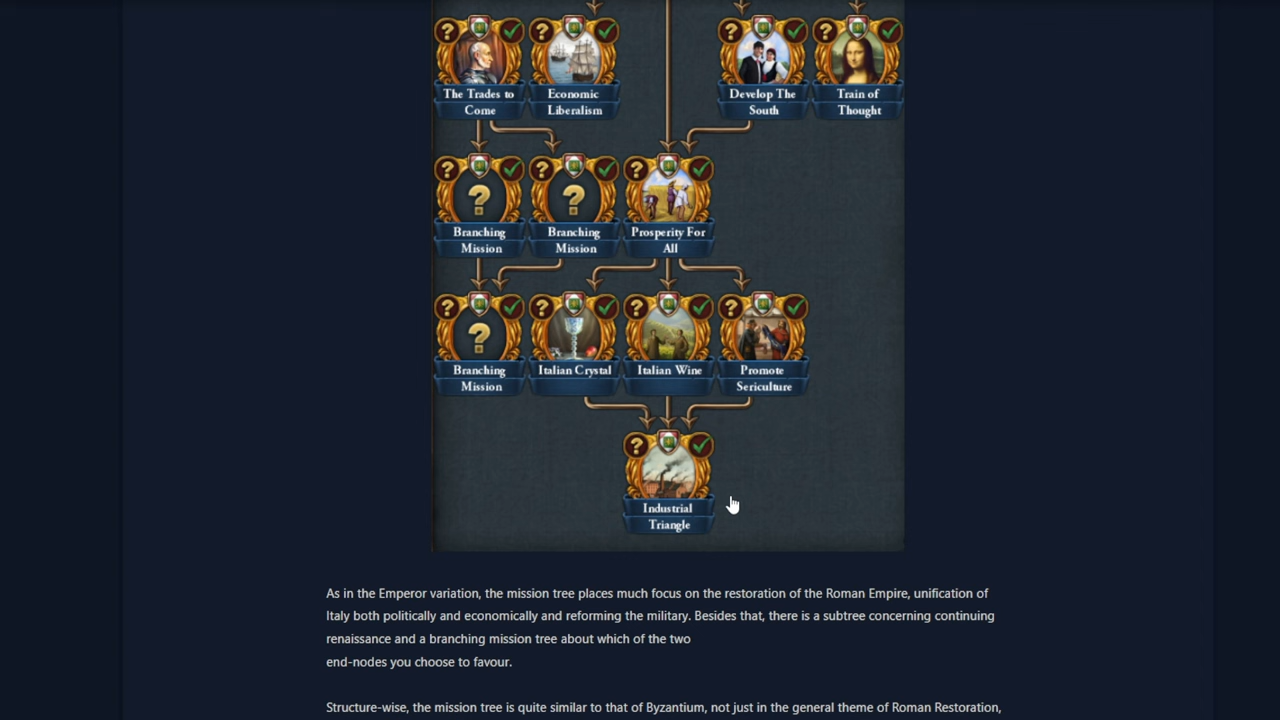 The Trades to
Come
Economic
Liberalism
Develop The
South
Train of
Thought
Branching
Mission
Branching
Mission
Prosperity For
All
Branching
Mission
Italian Crystal
Italian Wine
Promote
Sericulture
Industrial
Triangle
As in the Emperor variation, the mission tree places much focus on the restoration of the Roman Empire, unification of
Italy both politically and economically and reforming the military. Besides that, there is a subtree concerning continuing
renaissance and a branching mission tree about which of the two
end-nodes you choose to favour.
Structure-wise, the mission tree is quite similar to that of Byzantium, not just in the general theme of Roman Restoration,